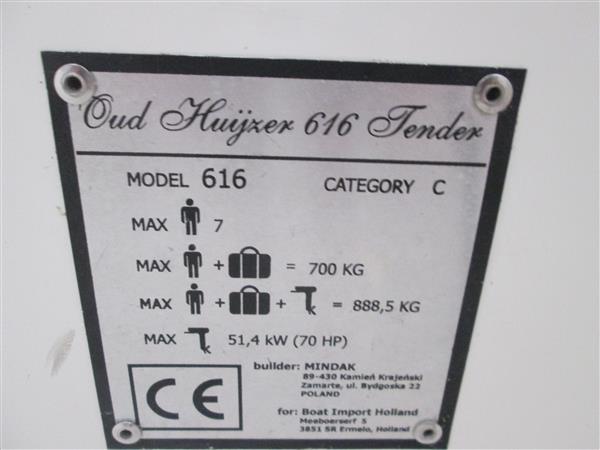 Oud Huijzer 616 Tender
MODEL 616 CATEGORY C
MAX 7
MAX + = 700 KG
MAX + + = 888,5 KG
MAX 51,4 kW (70 HP)
builder: MINDAK
89-430 Kamień Krajeński
Zamarte, ul. Bydgoska 22
POLAND
CE
for: Boat Import Holland
Meeboerserf 5
3851 SR Ermelo, Holland